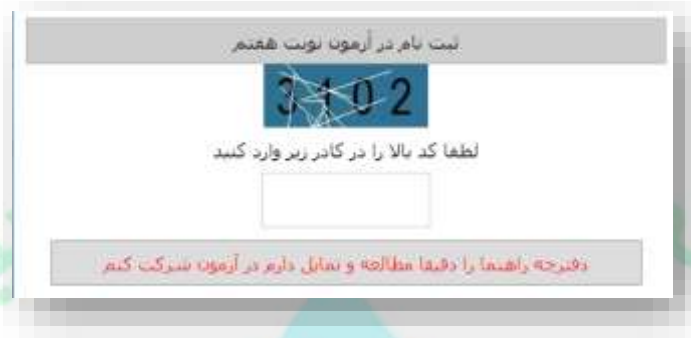 ثبت نام در آزمون نوبت هفتم
3102
لطفا کد بالا را در کادر زیر وارد کنید
دفترچه راهنما را دقیقا مطالعه و تمایل دارم در آزمون شرکت کنم